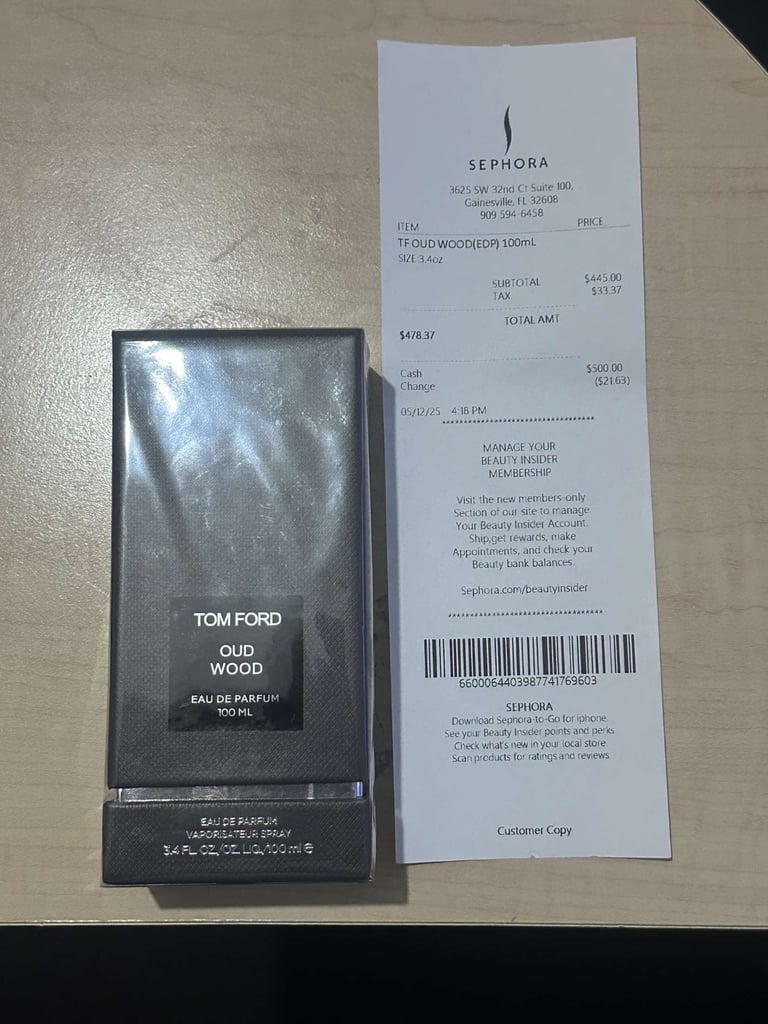 SEPHORA
3625 SW 32nd Ct Suite 100,
Gainesville, FL 32608
909 594-6458
ITEM PRICE
TF OUD WOOD(EDP) 100mL
SIZE 3.4oz
SUBTOTAL $445.00
TAX $33.37
TOTAL AMT
$478.37
Cash $500.00
Change ($21.63)
05/12/25 4:18 PM
***********************************
MANAGE YOUR
BEAUTY INSIDER
MEMBERSHIP
Visit the new members-only
Section of our site to manage
Your Beauty Insider Account.
Ship,get rewards, make
Appointments, and check your
Beauty bank balances.
Sephora.com/beautyinsider
***********************************
6600064403987741769603
SEPHORA
Download Sephora-to-Go for iphone.
See your Beauty Insider points and perks
Check what's new in your local store
Scan products for ratings and reviews
Customer Copy
TOM FORD
OUD
WOOD
EAU DE PARFUM
100 ML
EAU DE PARFUM
VAPORISATEUR SPRAY
3.4 FL. OZ./OZ. LIQ./100 ml e